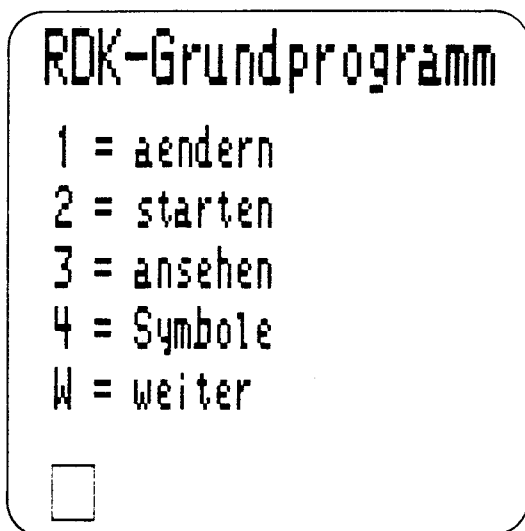 RDK-Grundprogramm
1 = aendern
2 = starten
3 = ansehen
4 = Symbole
W = weiter